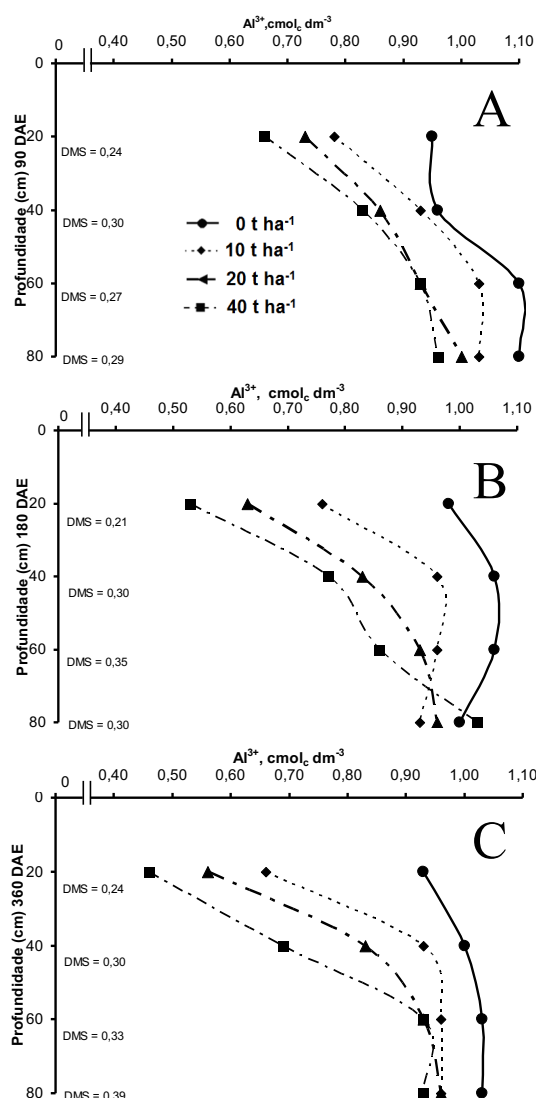 Al³⁺,cmol꜀ dm⁻³
0 0,40 0,50 0,60 0,70 0,80 0,90 1,00 1,10
0
20
40
60
80
Profundidade (cm) 90 DAE
DMS = 0,24
DMS = 0,30
DMS = 0,27
DMS = 0,29
A
0 t ha⁻¹
10 t ha⁻¹
20 t ha⁻¹
40 t ha⁻¹
Al³⁺, cmol꜀ dm⁻³
0 0,40 0,50 0,60 0,70 0,80 0,90 1,00 1,10
0
20
40
60
80
Profundidade (cm) 180 DAE
DMS = 0,21
DMS = 0,30
DMS = 0,35
DMS = 0,30
B
Al³⁺, cmol꜀ dm⁻³
0 0,40 0,50 0,60 0,70 0,80 0,90 1,00 1,10
0
20
40
60
80
Profundidade (cm) 360 DAE
DMS = 0,24
DMS = 0,30
DMS = 0,33
DMS = 0,39
C